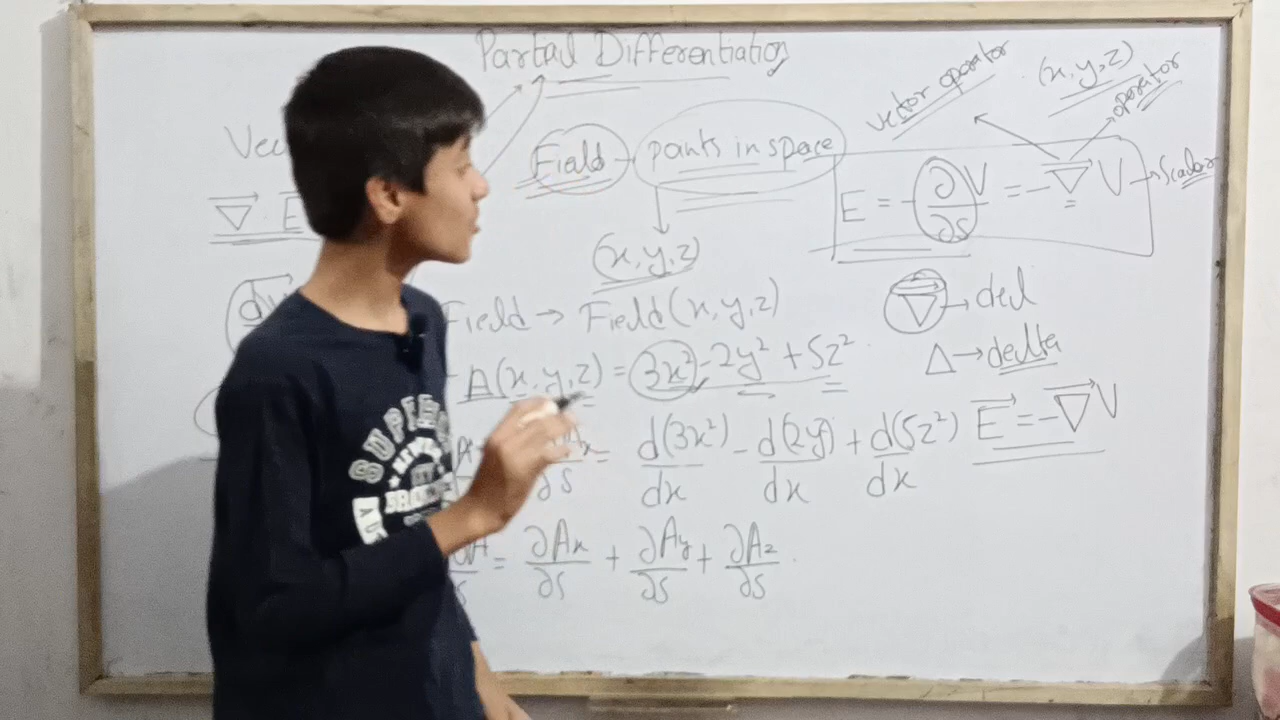 Partial Differentiation
Field - points in space
(x, y, z)
vector operator
(x, y, z)
operator
E = -∂V/∂s = -∇⃗ V → Scalar
∇⃗ . E
(x, y, z)
∇⃗ → del
Δ → delta
Field → Field (x, y, z)
A(x, y, z) = 3x² - 2y² + 5z²
= d(3x²)/dx - d(2y²)/dx + d(5z²)/dx
E⃗ = -∇⃗ V
∂A/∂s = ∂Ax/∂s + ∂Ay/∂s + ∂Az/∂s
SUPER